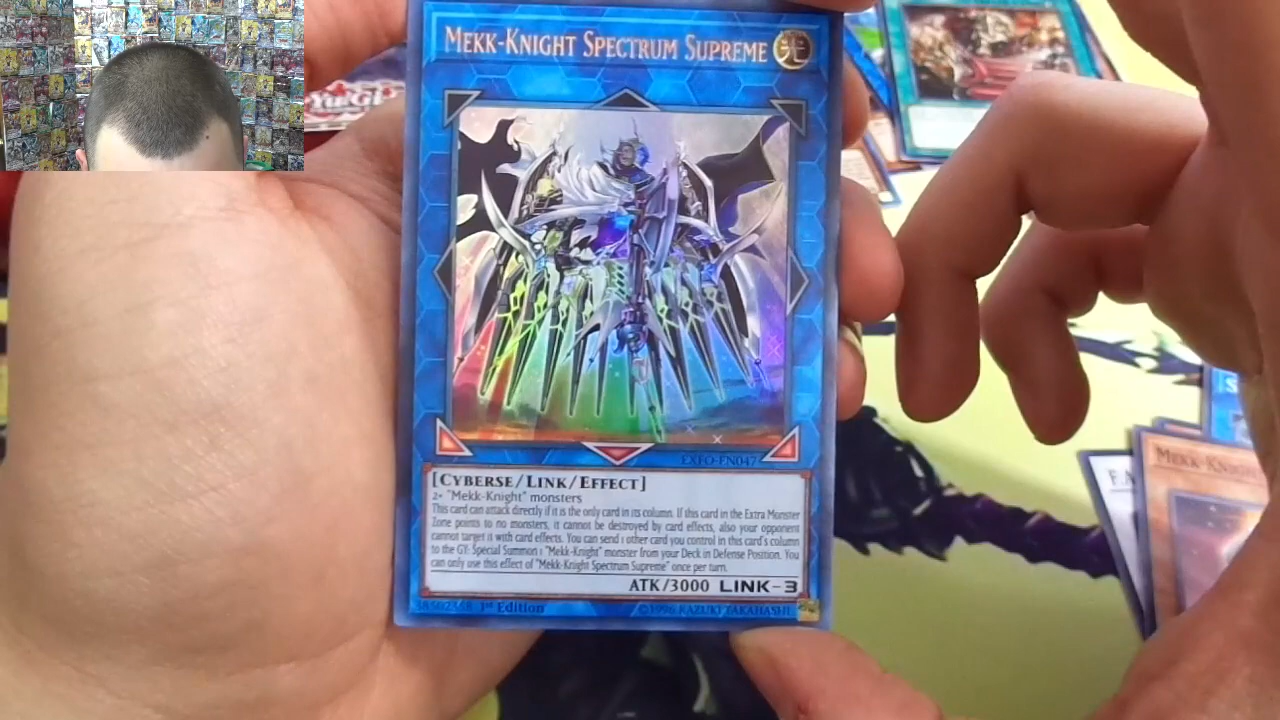 MEKK-KNIGHT SPECTRUM SUPREME
EXFO-EN047
[CYBERSE/LINK/EFFECT]
2+ "Mekk-Knight" monsters
This card can attack directly if it is the only card in its column. If this card in the Extra Monster
Zone points to no monsters, it cannot be destroyed by card effects, also your opponent
cannot target it with card effects. You can send 1 other card you control in this card's column
to the GY: Special Summon 1 "Mekk-Knight" monster from your Deck in Defense Position. You
can only use this effect of "Mekk-Knight Spectrum Supreme" once per turn.
ATK/3000 LINK-3
1st Edition
©1996 KAZUKI TAKAHASHI
MEKK-KNIG